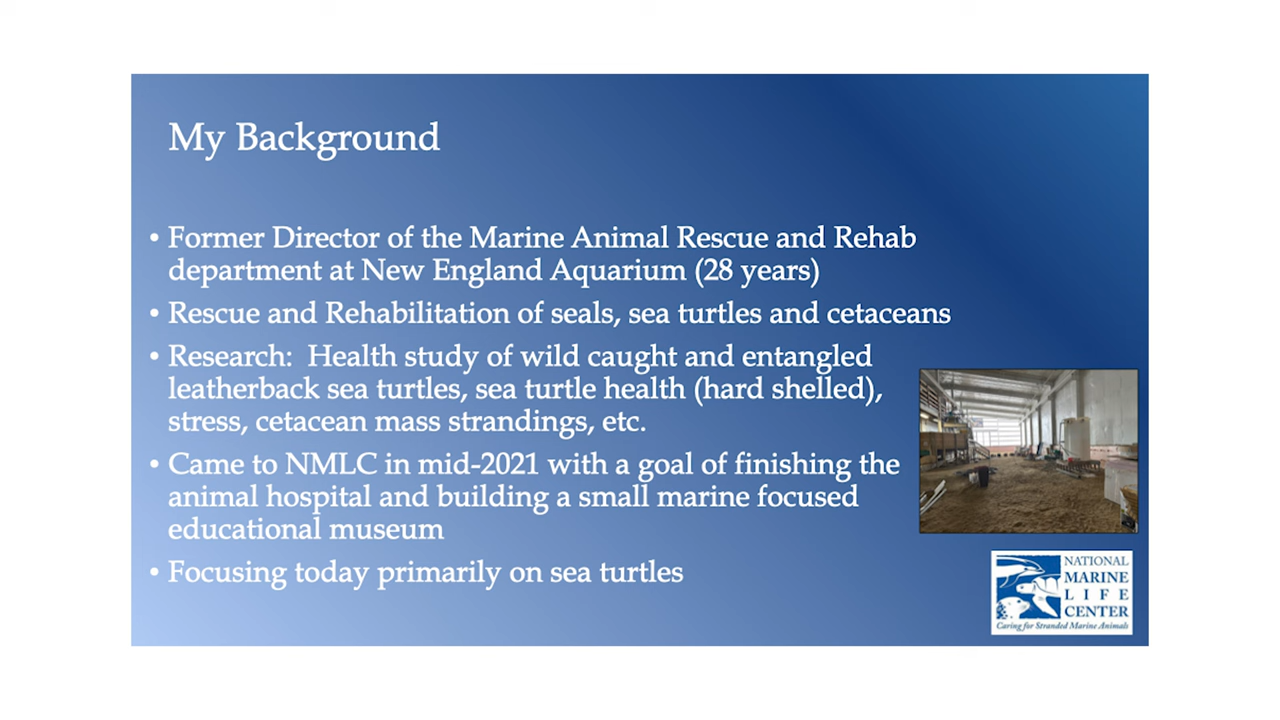 My Background
• Former Director of the Marine Animal Rescue and Rehab
department at New England Aquarium (28 years)
• Rescue and Rehabilitation of seals, sea turtles and cetaceans
• Research:  Health study of wild caught and entangled
leatherback sea turtles, sea turtle health (hard shelled),
stress, cetacean mass strandings, etc.
• Came to NMLC in mid-2021 with a goal of finishing the
animal hospital and building a small marine focused
educational museum
• Focusing today primarily on sea turtles
NATIONAL
MARINE
LIFE
CENTER
Caring for Stranded Marine Animals